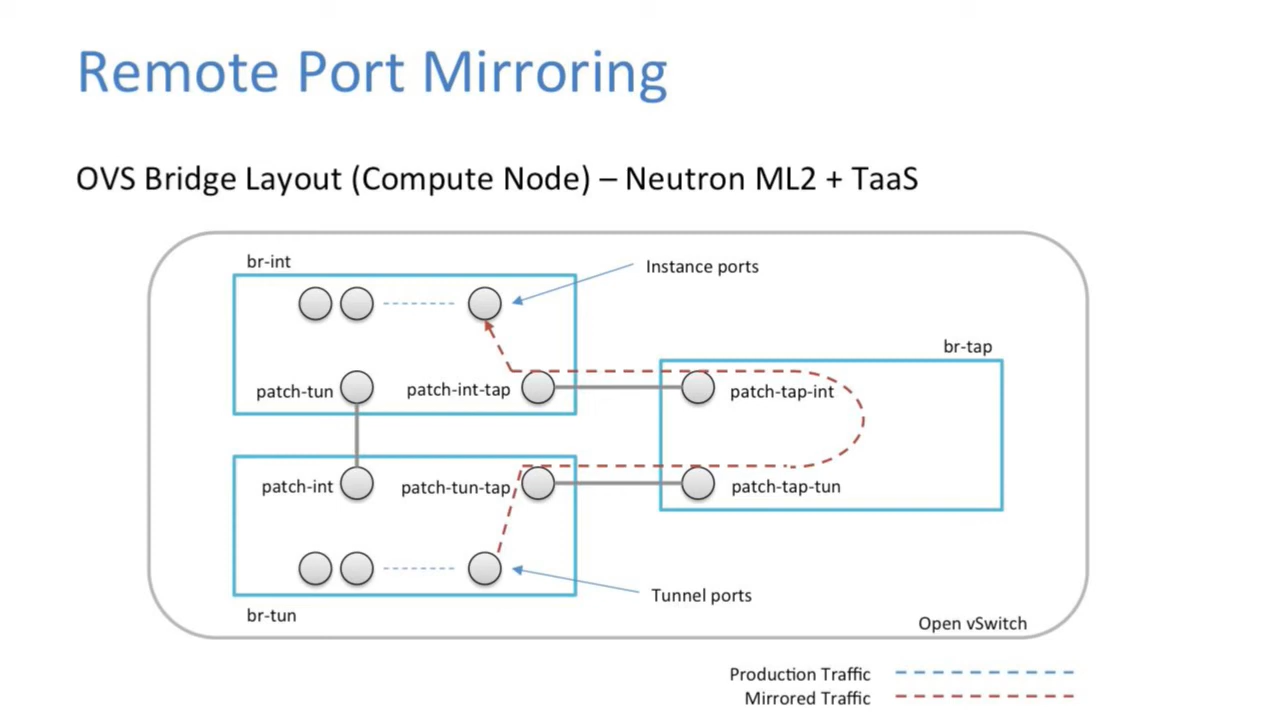 Remote Port Mirroring
OVS Bridge Layout (Compute Node) – Neutron ML2 + TaaS
br-int
Instance ports
br-tap
patch-tun
patch-int-tap
patch-tap-int
patch-int
patch-tun-tap
patch-tap-tun
Tunnel ports
br-tun
Open vSwitch
Production Traffic
Mirrored Traffic